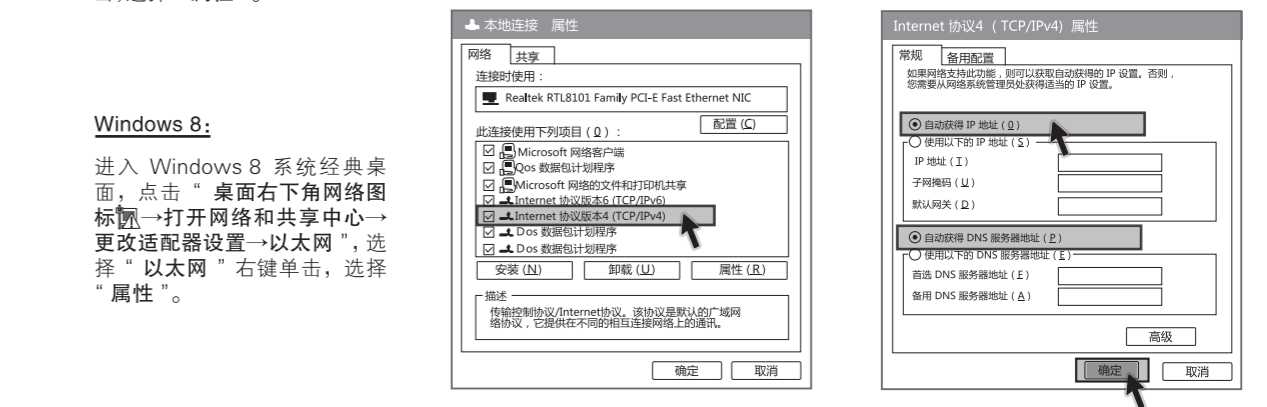 Windows 8:
进入 Windows 8 系统经典桌
面，点击 “ 桌面右下角网络图
标→打开网络和共享中心→
更改适配器设置→以太网 ”，选
择 “ 以太网 ” 右键单击，选择
“ 属性 ”。
本地连接 属性
网络 共享
连接时使用：
Realtek RTL8101 Family PCI-E Fast Ethernet NIC
配置 (C)
此连接使用下列项目 ( O ) ：
Microsoft 网络客户端
Qos 数据包计划程序
Microsoft 网络的文件和打印机共享
Internet 协议版本6 (TCP/IPv6)
Internet 协议版本4 (TCP/IPv4)
Dos 数据包计划程序
Dos 数据包计划程序
安装 (N) 卸载 (U) 属性 (R)
描述
传输控制协议/Internet协议。该协议是默认的广域网
络协议，它提供在不同的相互连接网络上的通讯。
确定 取消
Internet 协议4 ( TCP/IPv4) 属性
常规 备用配置
如果网络支持此功能，则可以获取自动获得的 IP 设置。否则，
您需要从网络系统管理员处获得适当的 IP 设置。
自动获得 IP 地址 ( O )
使用以下的 IP 地址 ( S )
IP 地址 ( I )
子网掩码 ( U )
默认网关 ( D )
自动获得 DNS 服务器地址 ( P )
使用以下的 DNS 服务器地址 ( E )
首选 DNS 服务器地址 ( F )
备用 DNS 服务器地址 ( A )
高级
确定 取消